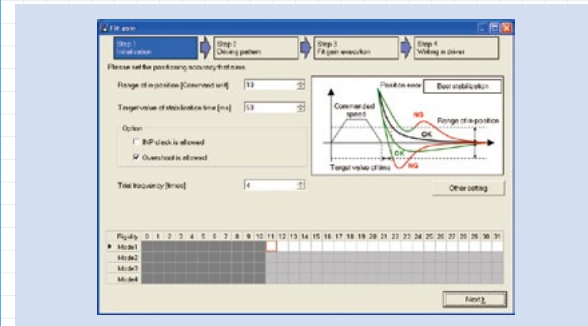 Fit gain
Step 1
Initialization
Step 2
Driving pattern
Step 3
Fit gain execution
Step 4
Writing in driver
Please set the positioning accuracy
Range of in-position [Command unit]
10
Target value of stabilization time [ms]
50
Option
INP check is allowed
Overshoot is allowed
Trial frequency [times]
4
Position error
Best stabilization
Commanded
speed
NG
Range of in-position
OK
OK
Target value of time
NG
Other setting
Rigidity 0 1 2 3 4 5 6 7 8 9 10 11 12 13 14 15 16 17 18 19 20 21 22 23 24 25 26 27 28 29 30 31
Mode1
Mode2
Mode3
Mode4
Next >